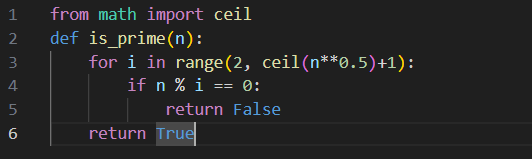 1 from math import ceil
2 def is_prime(n):
3     for i in range(2, ceil(n**0.5)+1):
4         if n % i == 0:
5             return False
6     return True